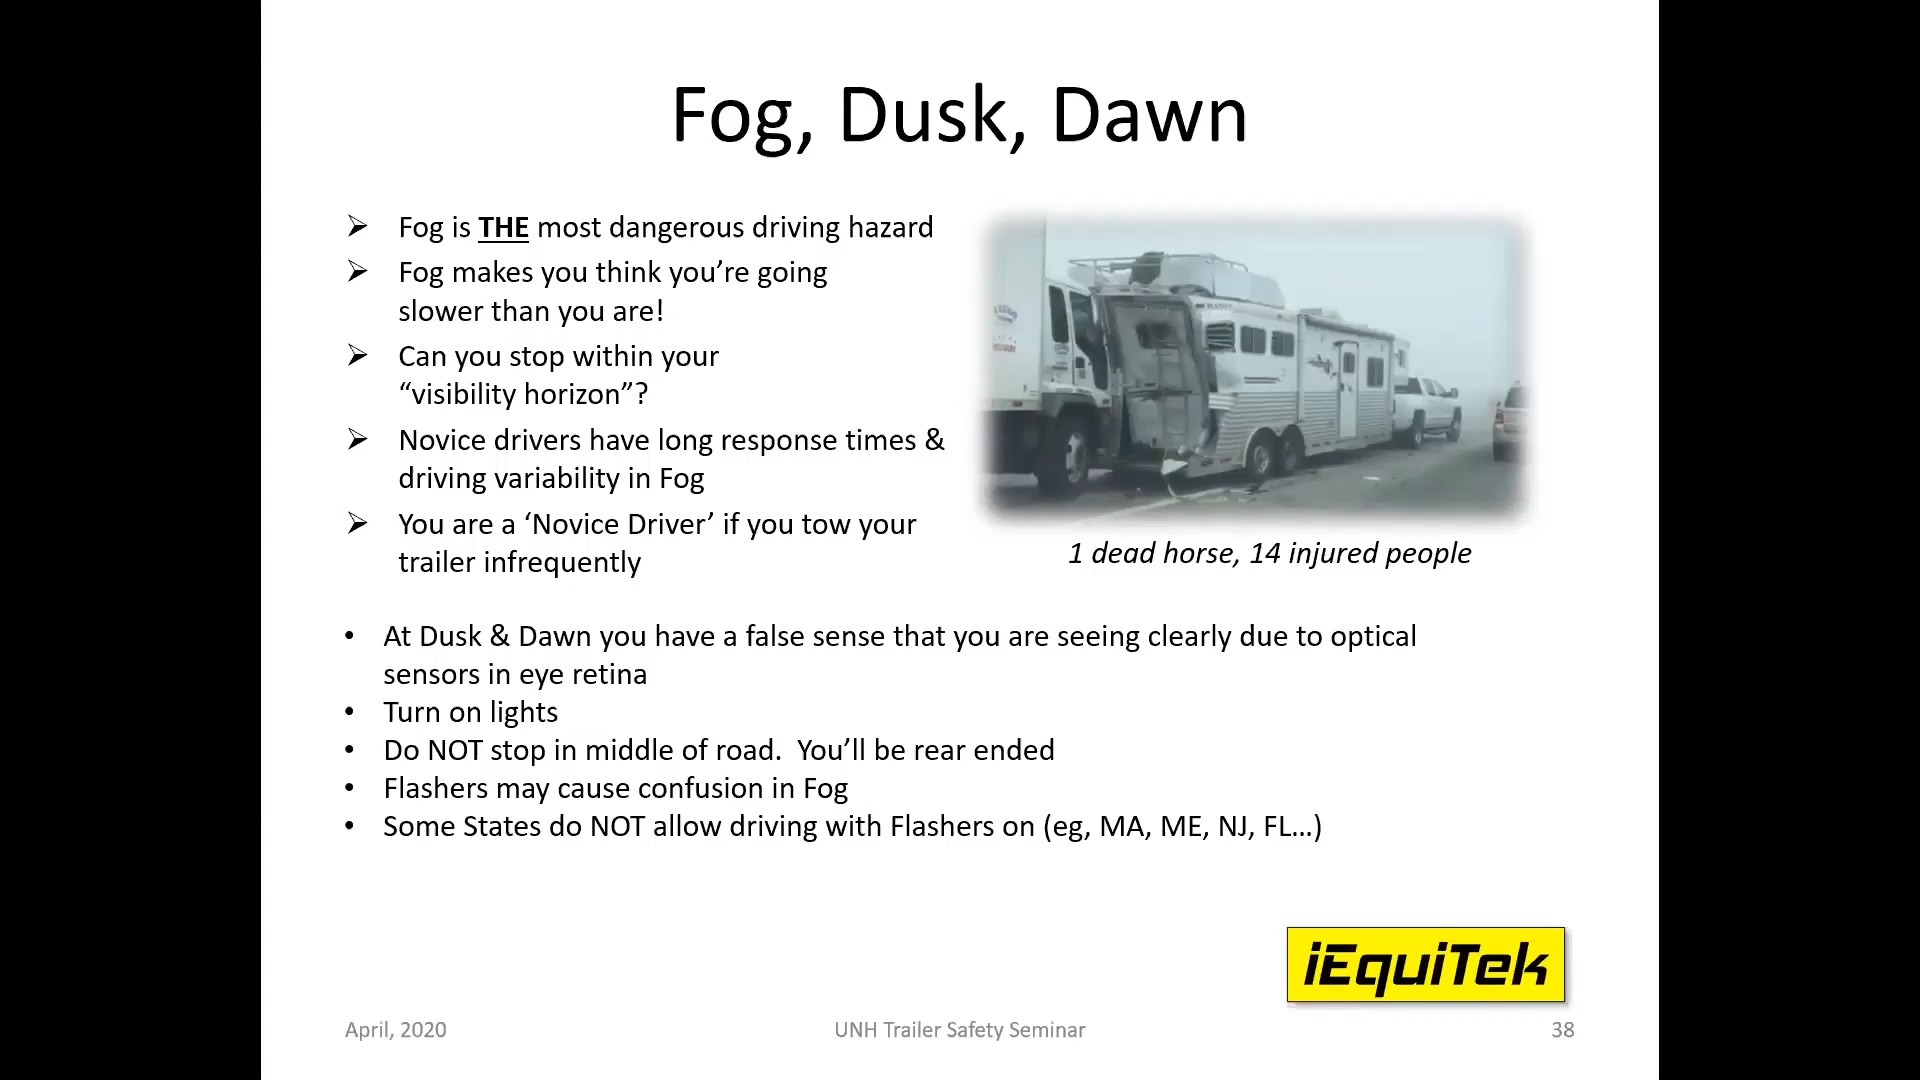 Fog, Dusk, Dawn
➢ Fog is THE most dangerous driving hazard
➢ Fog makes you think you’re going
slower than you are!
➢ Can you stop within your
“visibility horizon”?
➢ Novice drivers have long response times &
driving variability in Fog
➢ You are a ‘Novice Driver’ if you tow your
trailer infrequently
1 dead horse, 14 injured people
• At Dusk & Dawn you have a false sense that you are seeing clearly due to optical
sensors in eye retina
• Turn on lights
• Do NOT stop in middle of road.  You’ll be rear ended
• Flashers may cause confusion in Fog
• Some States do NOT allow driving with Flashers on (eg, MA, ME, NJ, FL…)
iEquiTek
April, 2020
UNH Trailer Safety Seminar
38